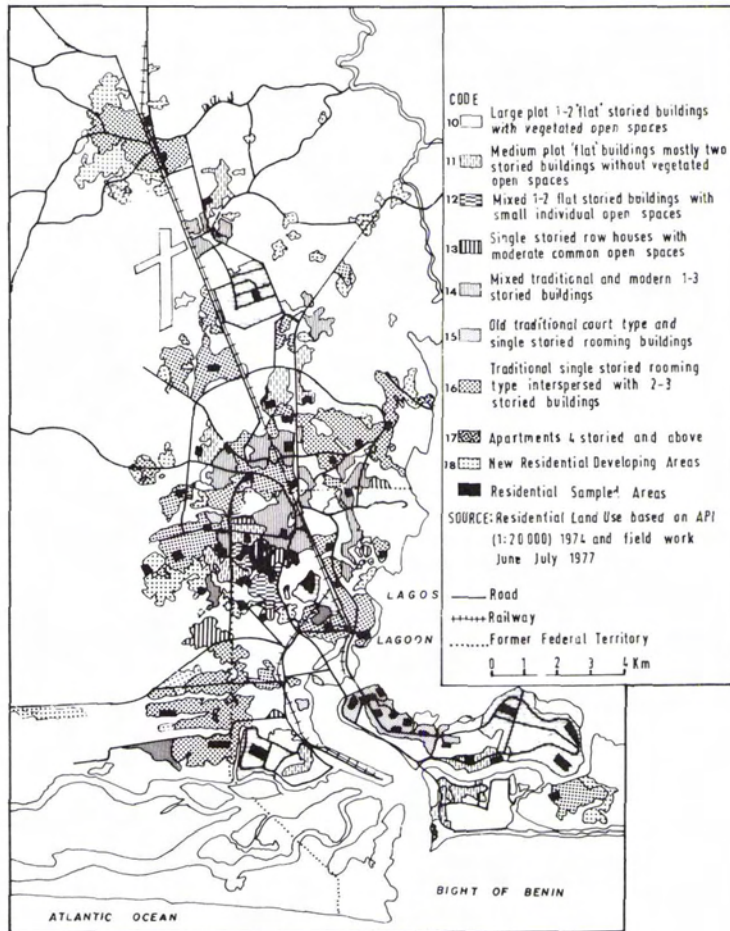 CODE
10 Large plot 1-2 'flat' storied buildings
with vegetated open spaces
11 Medium plot 'flat' buildings mostly two
storied buildings without vegetated
open spaces
12 Mixed 1-2 flat storied buildings with
small individual open spaces
13 Single storied row houses with
moderate common open spaces
14 Mixed traditional and modern 1-3
storied buildings
15 Old traditional court type and
single storied rooming buildings
16 Traditional single storied rooming
type interspersed with 2-3
storied buildings
17 Apartments 4 storied and above
18 New Residential Developing Areas
Residential Sampled Areas
SOURCE: Residential Land Use based on API
(1:20 000) 1974 and field work
June July 1977
Road
Railway
Former Federal Territory
0 1 2 3 4 Km
LAGOS
LAGOON
BIGHT OF BENIN
ATLANTIC OCEAN